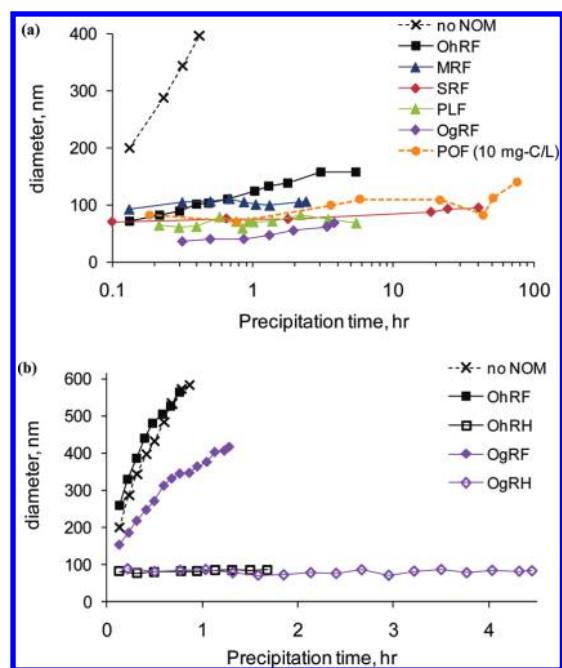 (a)
no NOM
OhRF
MRF
SRF
PLF
OgRF
POF (10 mg-C/L)
diameter, nm
400
300
200
100
0
0.1
1
10
100
Precipitation time, hr
(b)
no NOM
OhRF
OhRH
OgRF
OgRH
diameter, nm
600
500
400
300
200
100
0
0
1
2
3
4
Precipitation time, hr